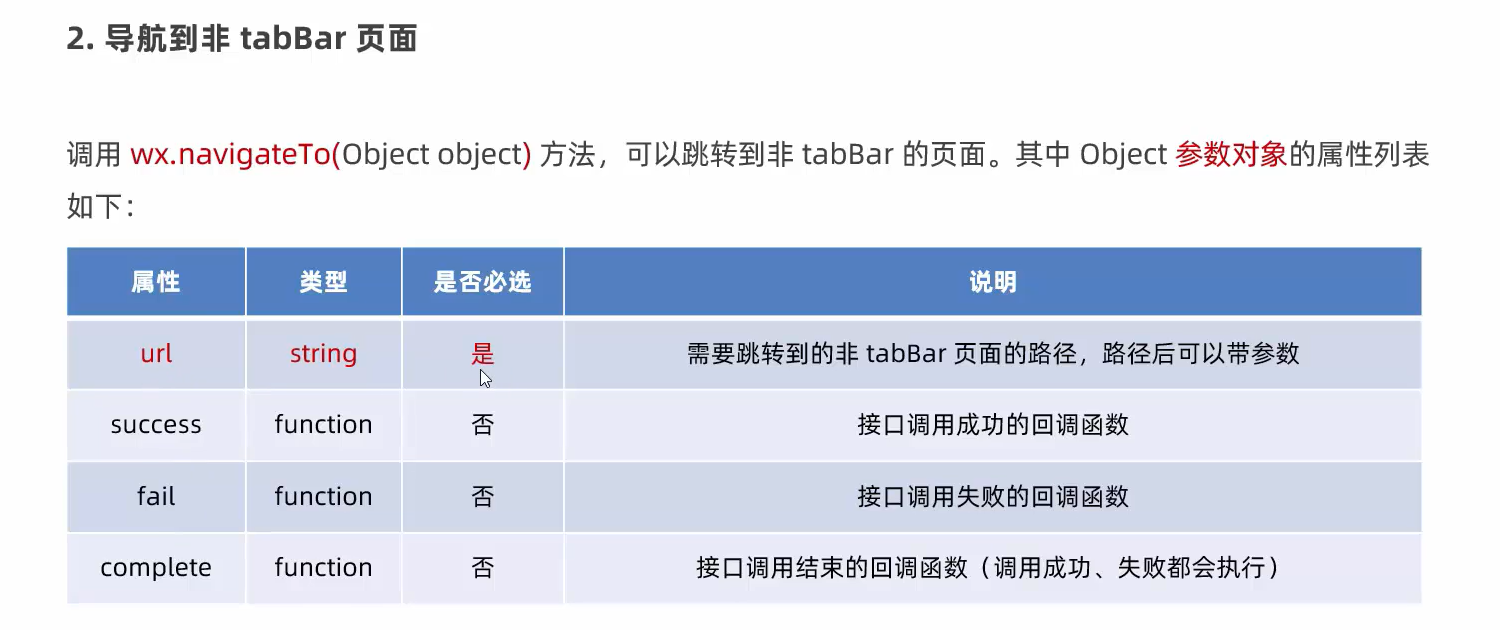 2. 导航到非 tabBar 页面
调用 wx.navigateTo(Object object) 方法，可以跳转到非 tabBar 的页面。其中 Object 参数对象的属性列表
如下：
属性 类型 是否必选 说明
url string 是 需要跳转到的非 tabBar 页面的路径，路径后可以带参数
success function 否 接口调用成功的回调函数
fail function 否 接口调用失败的回调函数
complete function 否 接口调用结束的回调函数（调用成功、失败都会执行）